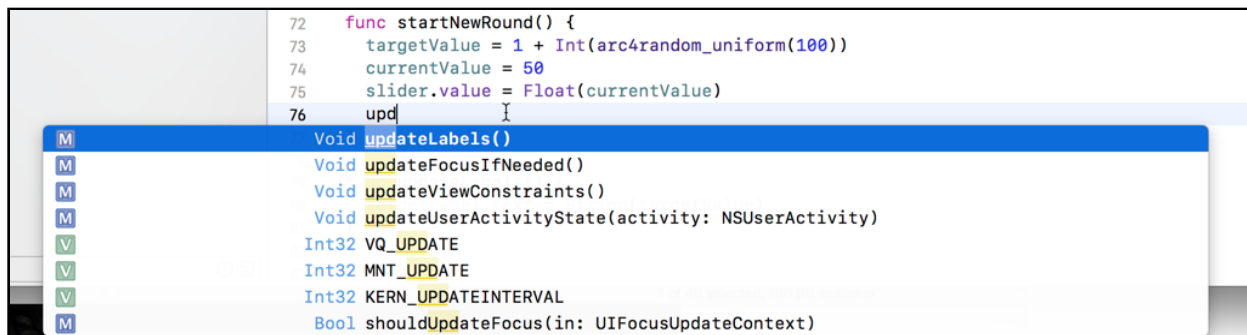 72 func startNewRound() {
73 targetValue = 1 + Int(arc4random_uniform(100))
74 currentValue = 50
75 slider.value = Float(currentValue)
76 upd
M Void updateLabels()
M Void updateFocusIfNeeded()
M Void updateViewConstraints()
M Void updateUserActivityState(activity: NSUserActivity)
V Int32 VQ_UPDATE
V Int32 MNT_UPDATE
V Int32 KERN_UPDATEINTERVAL
M Bool shouldUpdateFocus(in: UIFocusUpdateContext)